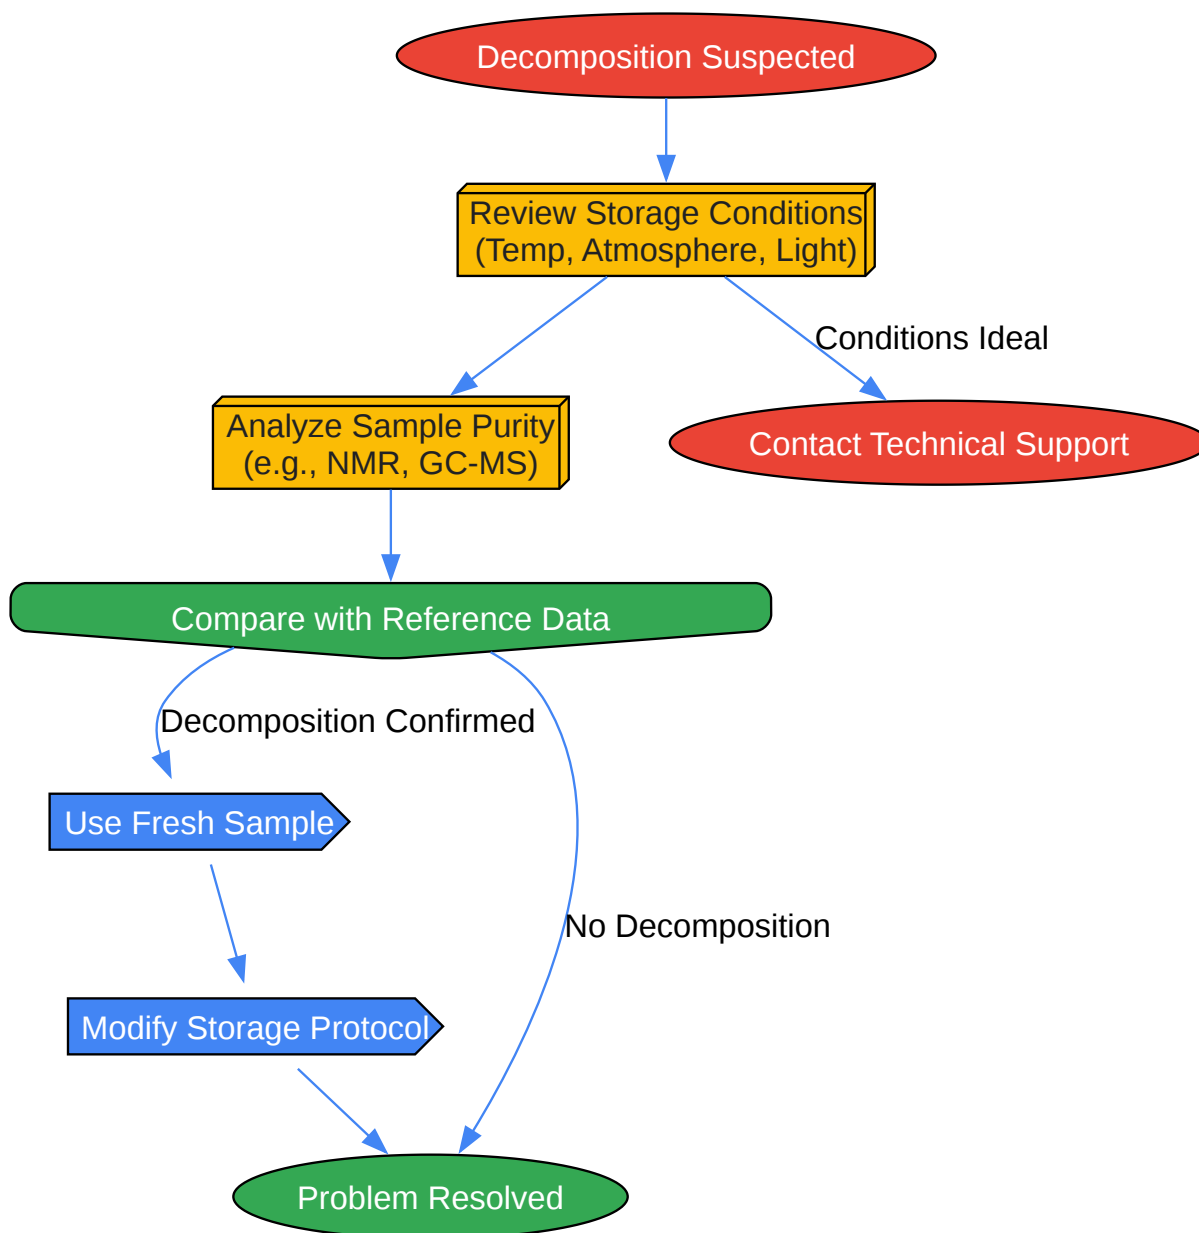 Decomposition Suspected
Review Storage Conditions
(Temp, Atmosphere, Light)
Conditions Ideal
Analyze Sample Purity
(e.g., NMR, GC-MS)
Contact Technical Support
Compare with Reference Data
Decomposition Confirmed
Use Fresh Sample
No Decomposition
Modify Storage Protocol
Problem Resolved